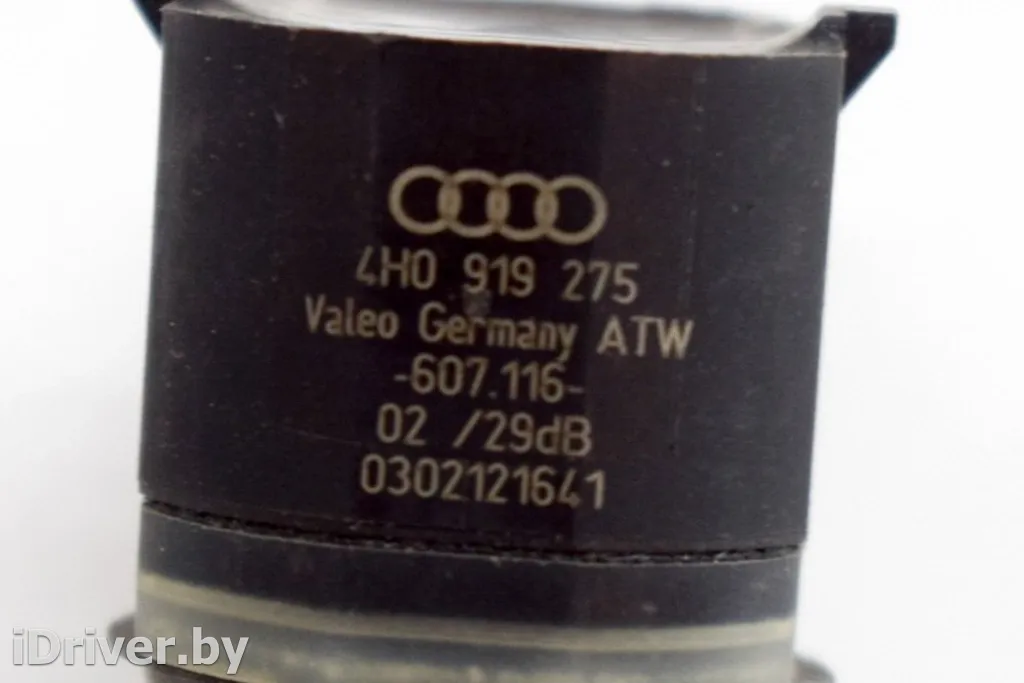 4H0 919 275
Valeo Germany ATW
-607.116-
02 /29dB
0302121641
iDriver.by